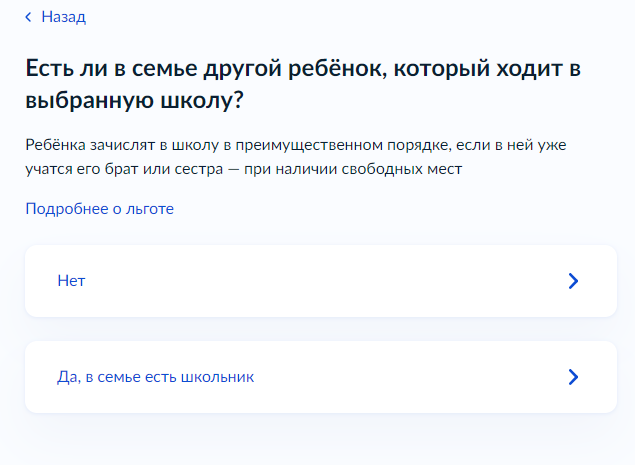 Назад
Есть ли в семье другой ребёнок, который ходит в
выбранную школу?
Ребёнка зачислят в школу в преимущественном порядке, если в ней уже
учатся его брат или сестра — при наличии свободных мест
Подробнее о льготе
Нет
Да, в семье есть школьник